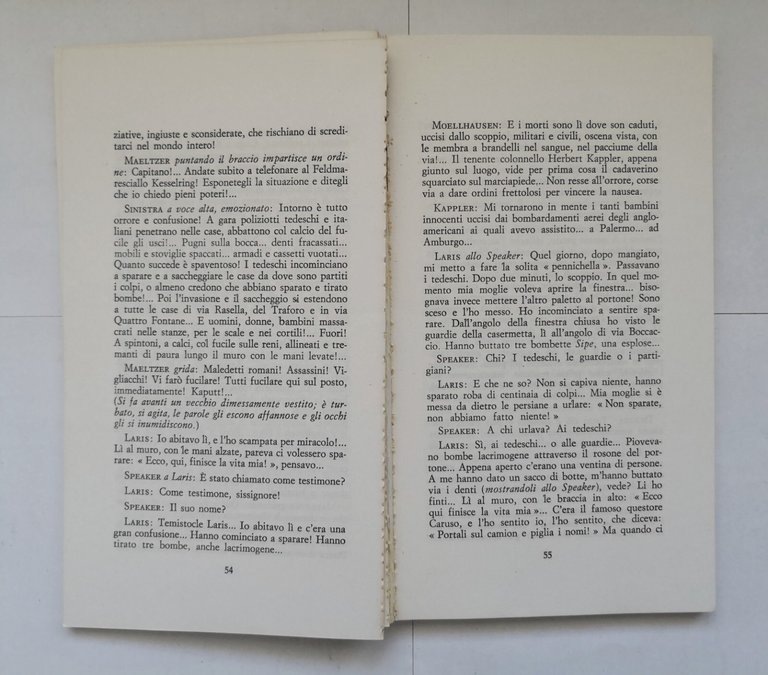 ziative, ingiuste e sconsiderate, che rischiano di scredi-
tarci nel mondo intero!
MAELTZER puntando il braccio impartisce un ordi-
ne: Capitano!... Andate subito a telefonare al Feldma-
resciallo Kesselring! Esponetegli la situazione e ditegli
che io chiedo pieni poteri!...
SINISTRA a voce alta, emozionato: Intorno è tutto
orrore e confusione! A gara poliziotti tedeschi e ita-
liani penetrano nelle case, abbattono col calcio del fu-
cile gli usci!... Pugni sulla bocca... denti fracassati...
mobili e stoviglie spaccati... armadi e cassetti vuotati...
Quanto succede è spaventoso! I tedeschi incominciano
a sparare e a saccheggiare le case da dove sono partiti
i colpi, o almeno credono che abbiano sparato e tirato
bombe!... Poi l'invasione e il saccheggio si estendono
a tutte le case di via Rasella, del Traforo e in via
Quattro Fontane... E uomini, donne, bambini massa-
crati nelle stanze, per le scale e nei cortili!... Fuori!
A spintoni, a calci, col fucile sulle reni, allineati e tre-
manti di paura lungo il muro con le mani levate!...
MAELTZER grida: Maledetti romani! Assassini! Vi-
gliacchi! Vi farò fucilare! Tutti fucilare qui sul posto,
immediatamente! Kaputt!...
(Si fa avanti un vecchio dimessamente vestito; è tur-
bato, si agita, le parole gli escono affannose e gli occhi
gli si inumidiscono.)
LARIS: Io abitavo lì, e l'ho scampata per miracolo!...
Lì al muro, con le mani alzate, pareva ci volessero spa-
rare: « Ecco, qui, finisce la vita mia! », pensavo...
SPEAKER a Laris: È stato chiamato come testimone?
LARIS: Come testimone, sissignore!
SPEAKER: Il suo nome?
LARIS: Temistocle Laris... Io abitavo lì e c'era una
gran confusione... Hanno cominciato a sparare! Hanno
tirato tre bombe, anche lacrimogene...
54
MOELLHAUSEN: E i morti sono lì dove son caduti,
uccisi dallo scoppio, militari e civili, oscena vista, con
le membra a brandelli nel sangue, nel pacciume della
via!... Il tenente colonnello Herbert Kappler, appena
giunto sul luogo, vide per prima cosa il cadaverino
squarciato sul marciapiede... Non resse all'orrore, corse
via a dare ordini frettolosi per vincere la nausea.
KAPPLER: Mi tornarono in mente i tanti bambini
innocenti uccisi dai bombardamenti aerei degli anglo-
americani ai quali avevo assistito... a Palermo... ad
Amburgo...
LARIS allo Speaker: Quel giorno, dopo mangiato,
mi metto a fare la solita « pennichella ». Passavano
i tedeschi. Dopo due minuti, lo scoppio. In un quel
momento mia moglie voleva aprire la finestra... biso-
gnava invece mettere l'altro paletto al portone! Sono
sceso e l'ho messo. Ho incominciato a sentire spa-
rare. Dall'angolo della finestra chiusa ho visto le
guardie della casermetta, lì all'angolo di via Boccac-
cio. Hanno buttato tre bombette Sipe, una esplose...
SPEAKER: Chi? I tedeschi, le guardie o i parti-
giani?
LARIS: E che ne so? Non si capiva niente, hanno
sparato roba di centinaia di colpi... Mia moglie si è
messa da dietro le persiane a urlare: « Non sparate,
non abbiamo fatto niente! »
SPEAKER: A chi urlava? Ai tedeschi?
LARIS: Sì, ai tedeschi... o alle guardie... Pioveva-
no bombe lacrimogene attraverso il rosone del por-
tone... Appena aperto c'erano una ventina di persone.
A me hanno dato un sacco di botte, m'hanno buttato
via i denti (mostrandoli allo Speaker), vede? Li ho
finti... Lì al muro, con le braccia in alto: « Ecco
qui finisce la vita mia »... C'era il famoso questore
Caruso, e l'ho sentito io, l'ho sentito, che diceva:
« Portali sul camion e piglia i nomi! » Ma quando ci
55